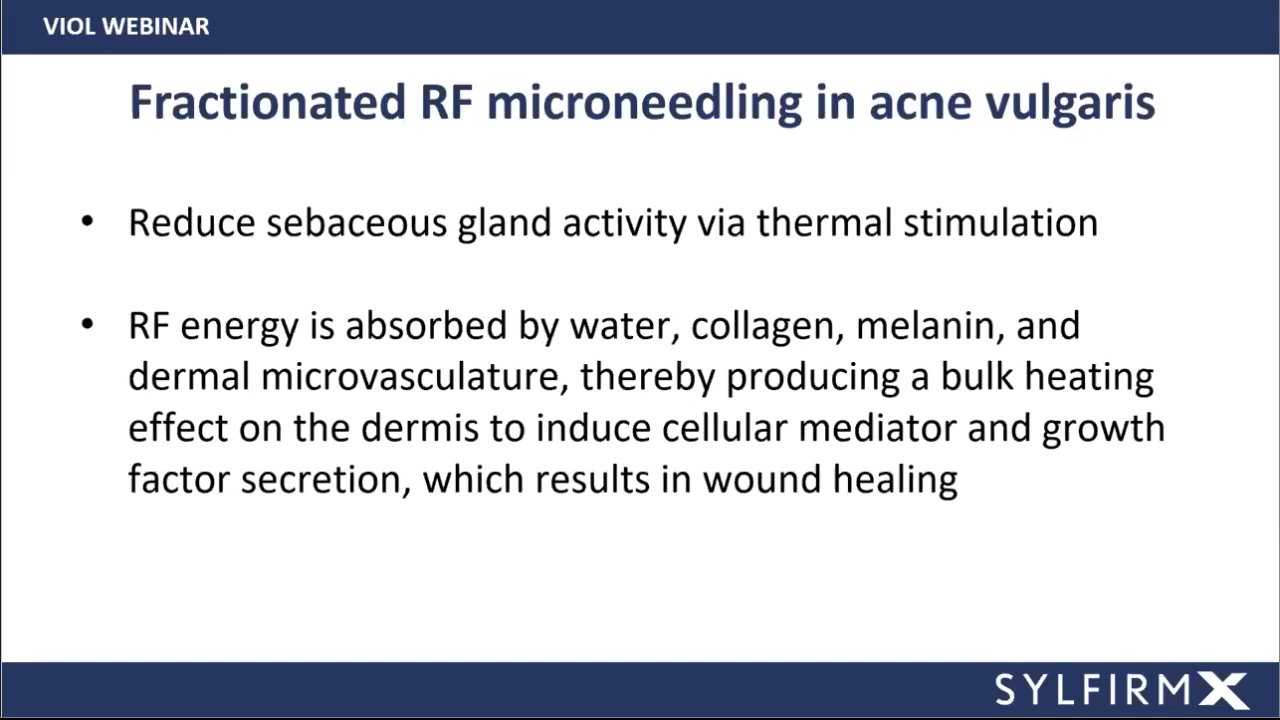 VIOL WEBINAR
Fractionated RF microneedling in acne vulgaris
• Reduce sebaceous gland activity via thermal stimulation
• RF energy is absorbed by water, collagen, melanin, and
dermal microvasculature, thereby producing a bulk heating
effect on the dermis to induce cellular mediator and growth
factor secretion, which results in wound healing
SYLFIRM X